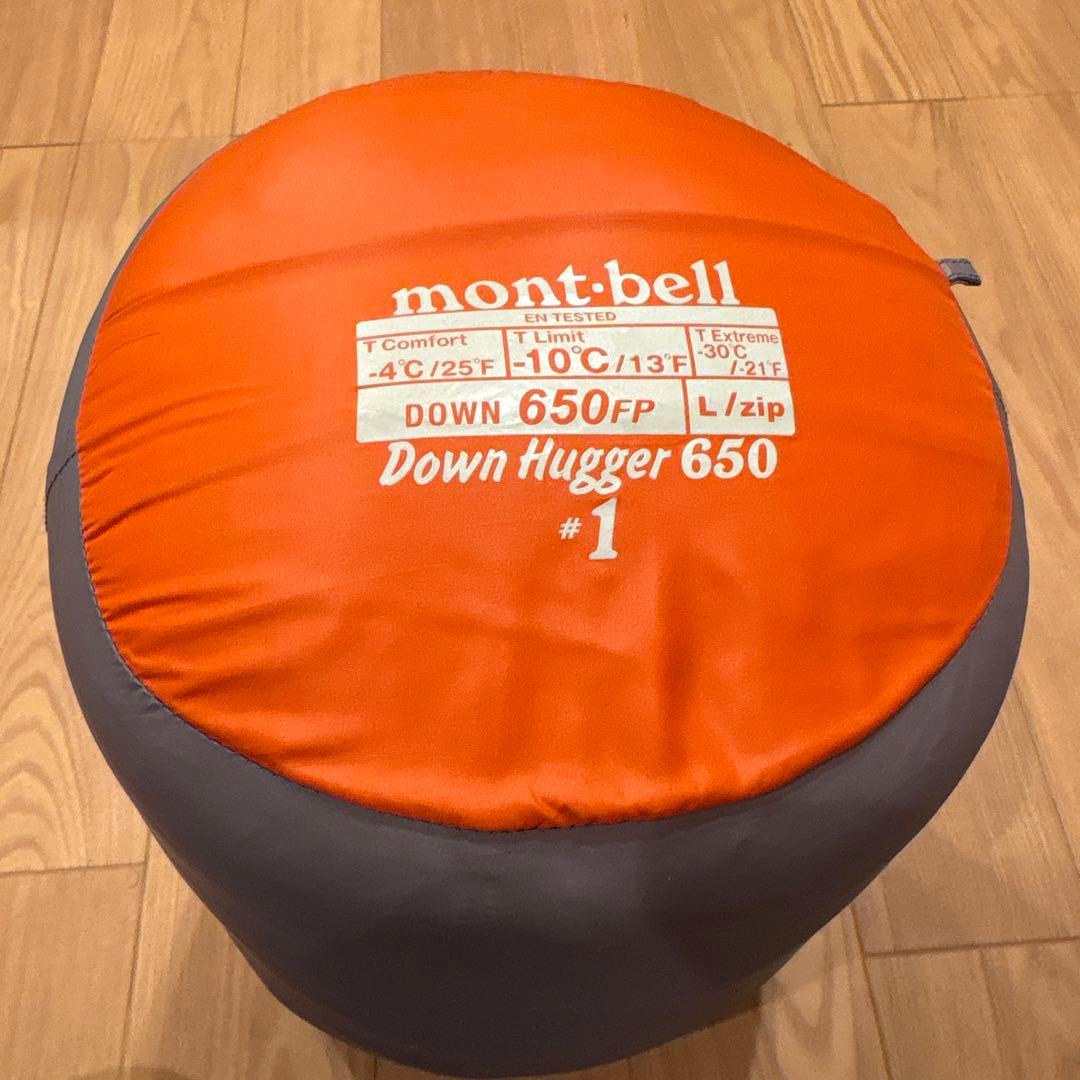 mont·bell
EN TESTED
T Comfort T Limit T Extreme
-4℃/25°F -10℃/13°F -30℃
/-21°F
DOWN 650FP L/zip
Down Hugger 650
#1